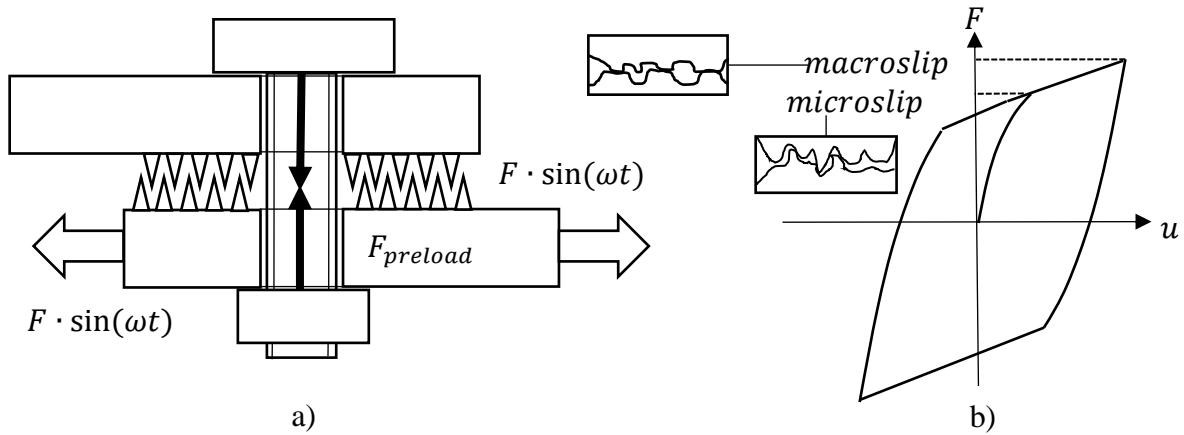 F · sin(ωt)
F_preload
F · sin(ωt)
a)
macroslip
microslip
F
u
b)